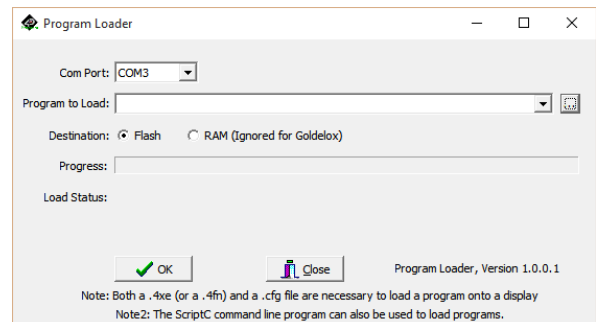 Program Loader
Com Port: COM3
Program to Load:
Destination: Flash RAM (Ignored for Goldelox)
Progress:
Load Status:
OK Close Program Loader, Version 1.0.0.1
Note: Both a .4xe (or a .4fn) and a .cfg file are necessary to load a program onto a display
Note2: The ScriptC command line program can also be used to load programs.